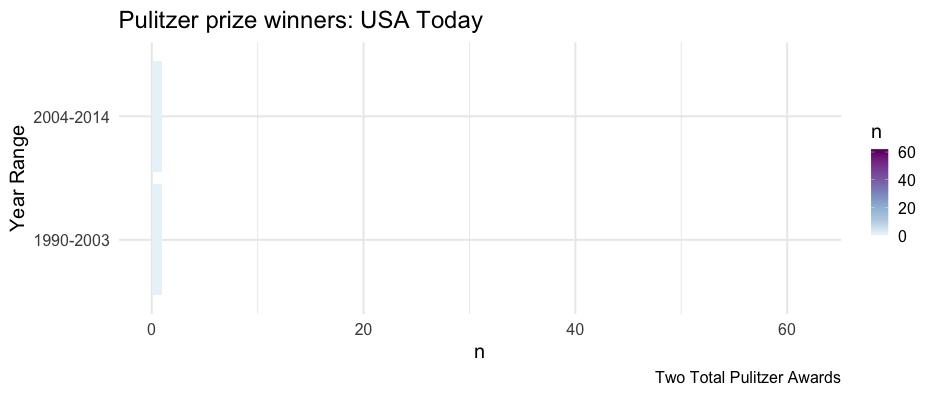 Pulitzer prize winners: USA Today
Year Range
2004-2014
1990-2003
0 20 40 60
n
n
60
40
20
0
Two Total Pulitzer Awards